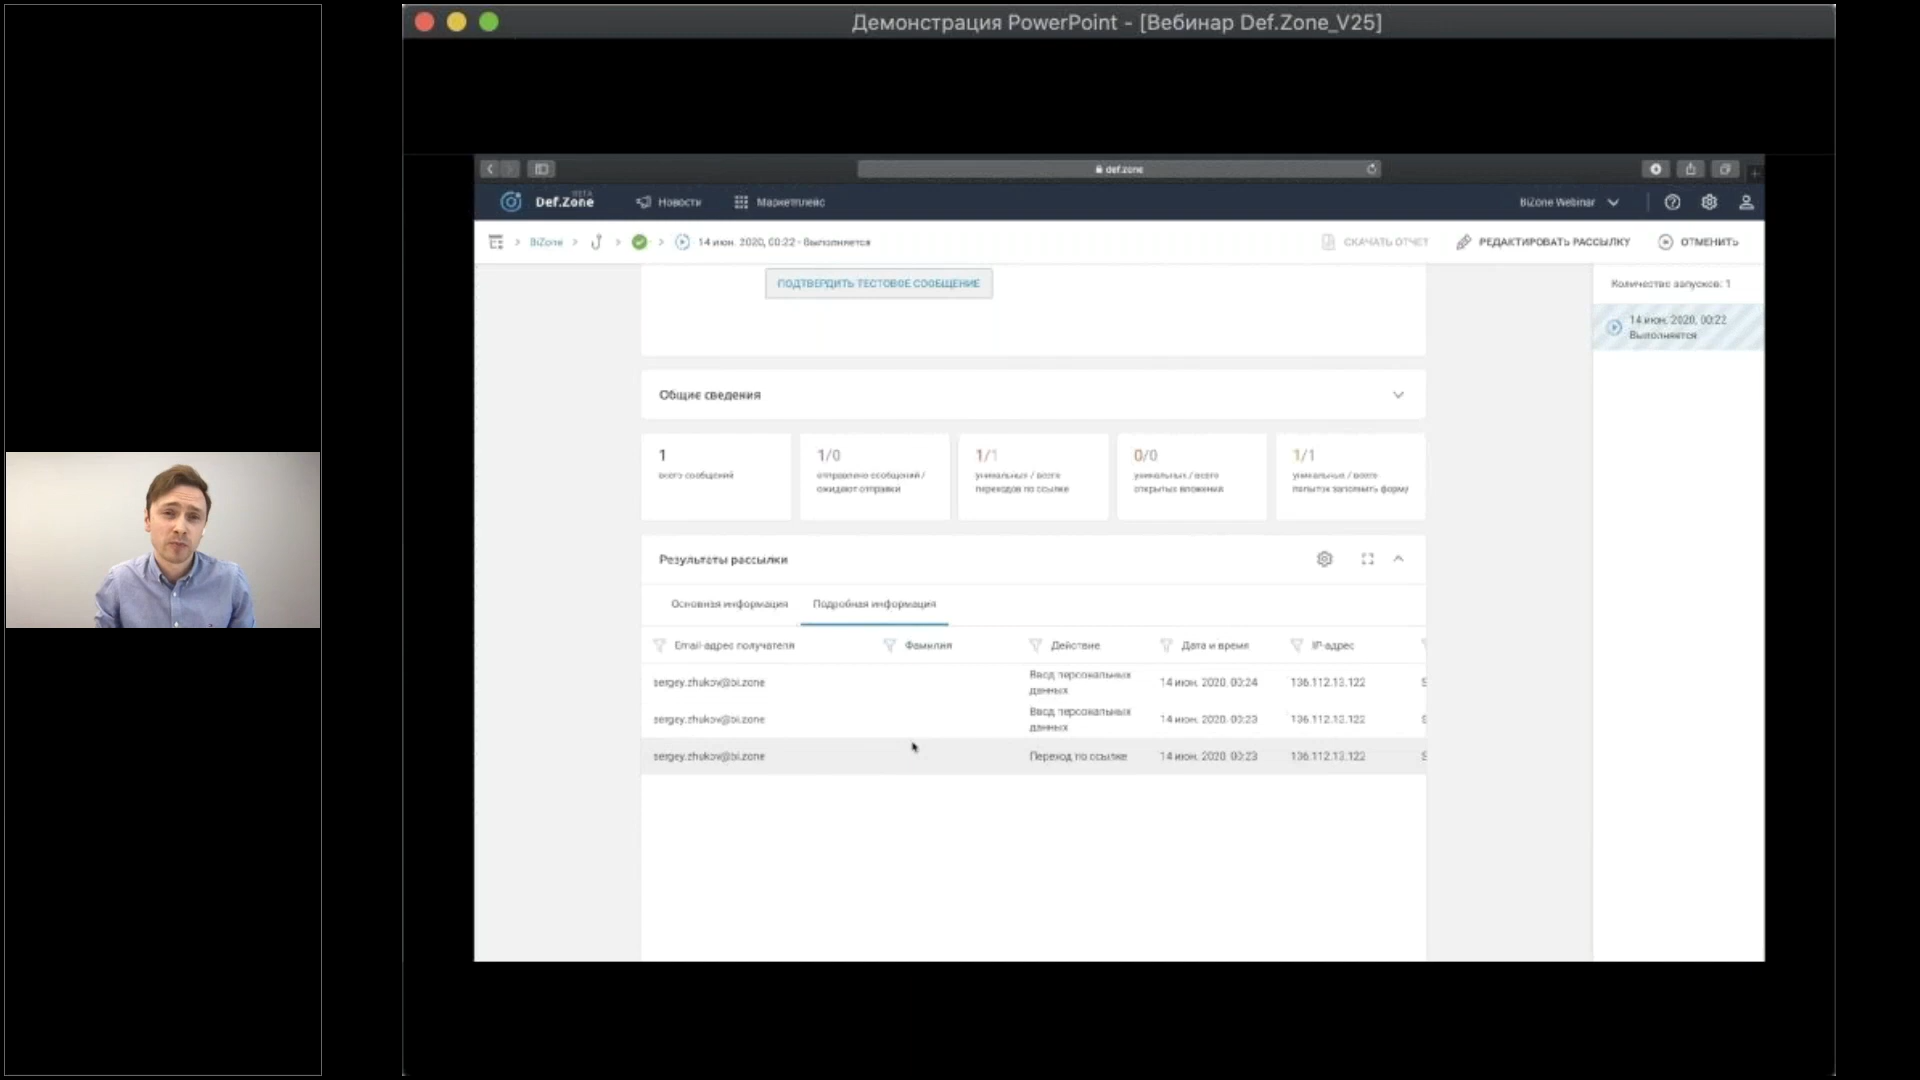 Демонстрация PowerPoint - [Вебинар Def.Zone_V25]
def.zone
Def.Zone
BETA
Новости
Маркетплейс
BiZone Webinar
BiZone
14 июн. 2020, 00:22 - Выполняется
СКАЧАТЬ ОТЧЕТ
РЕДАКТИРОВАТЬ РАССЫЛКУ
ОТМЕНИТЬ
ПОДТВЕРДИТЬ ТЕСТОВОЕ СООБЩЕНИЕ
Количество запусков: 1
14 июн. 2020, 00:22
Выполняется
Общие сведения
1
всего сообщений
1/0
отправлено сообщений /
ожидают отправки
1/1
уникальных / всего
переходов по ссылке
0/0
уникальных / всего
открытых вложений
1/1
уникальных / всего
попыток заполнить форму
Результаты рассылки
Основная информация
Подробная информация
Email-адрес получателя
Фамилия
Действие
Дата и время
IP-адрес
sergey.zhukov@bi.zone
Ввод персональных
данных
14 июн. 2020, 00:24
136.112.13.122
sergey.zhukov@bi.zone
Ввод персональных
данных
14 июн. 2020, 00:23
136.112.13.122
sergey.zhukov@bi.zone
Переход по ссылке
14 июн. 2020, 00:23
136.112.13.122